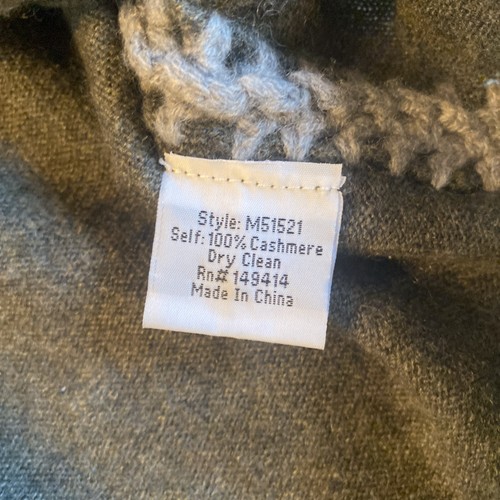 Style: M51521
Self: 100% Cashmere
Dry Clean
Rn# 149414
Made In China